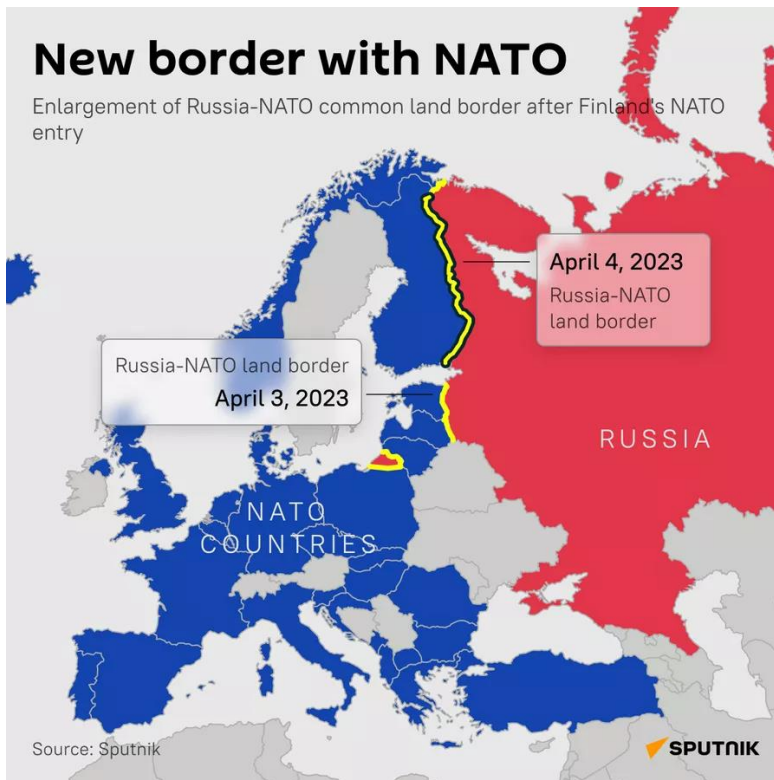 New border with NATO
Enlargement of Russia-NATO common land border after Finland's NATO
entry
April 4, 2023
Russia-NATO
land border
Russia-NATO land border
April 3, 2023
RUSSIA
NATO
COUNTRIES
Source: Sputnik
SPUTNIK